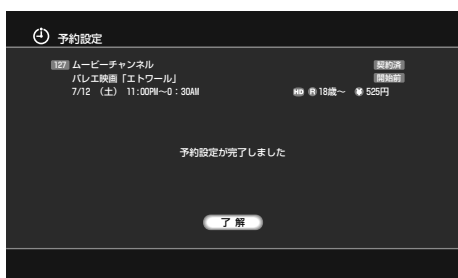 予約設定
127 ムービーチャンネル 契約済
バレエ映画「エトワール」 開始前
7/12 （土） 11:00PM〜0：30AM HD R 18歳〜 ¥ 525円
予約設定が完了しました
了解